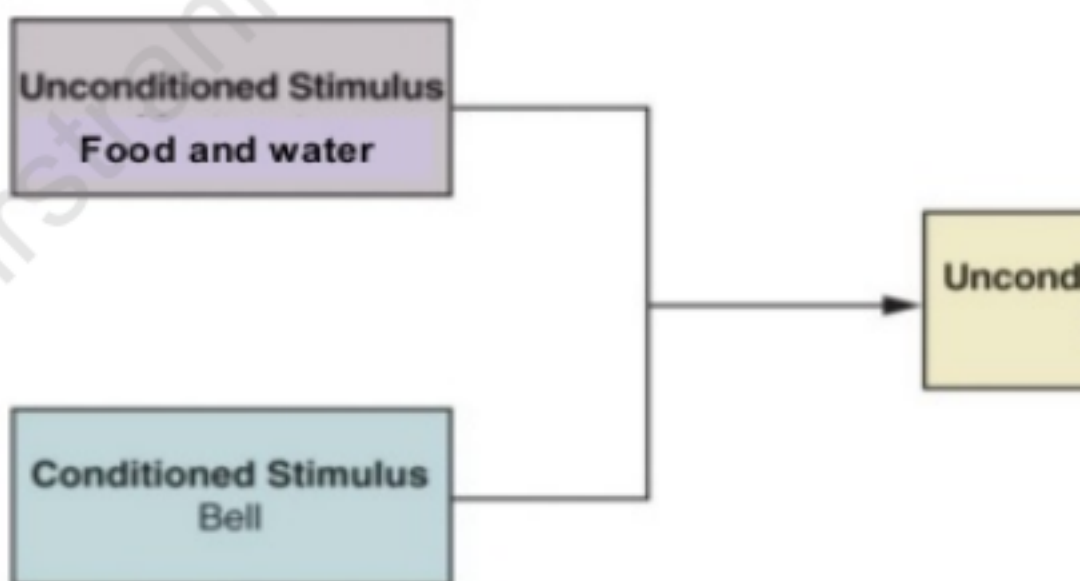 Unconditioned Stimulus
Food and water
Uncond
Conditioned Stimulus
Bell